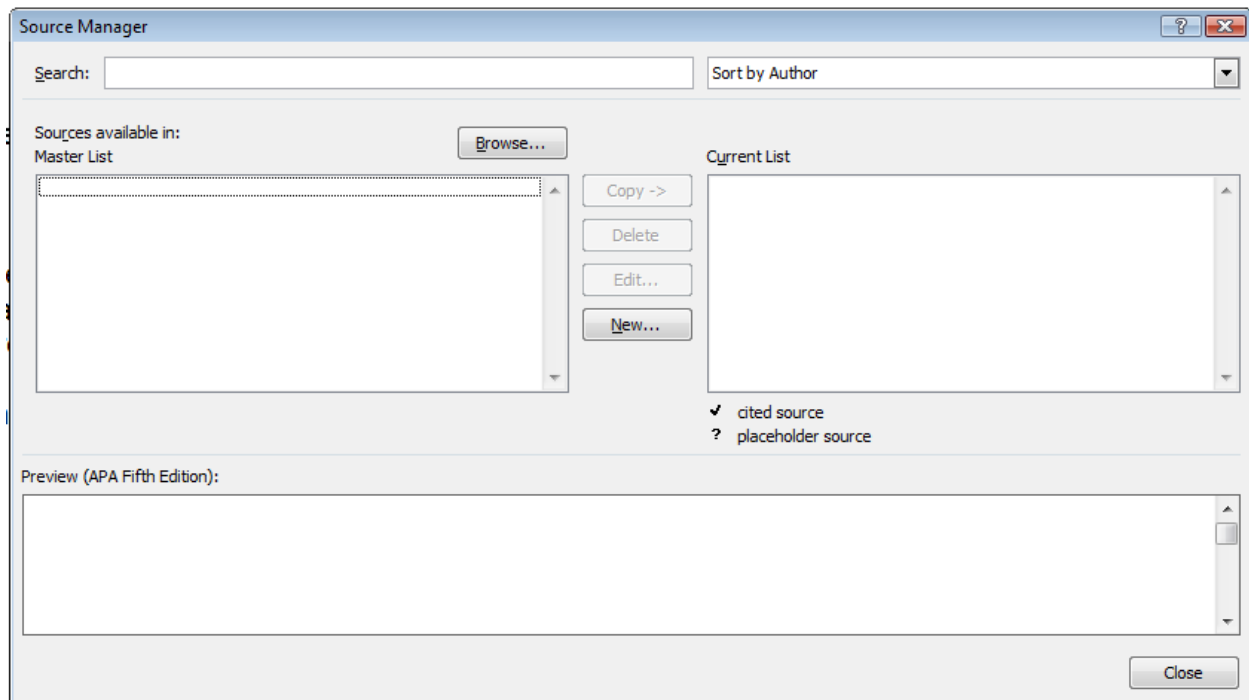 Source Manager
Search:
Sort by Author
Sources available in:
Master List
Browse...
Current List
Copy ->
Delete
Edit...
New...
✓ cited source
? placeholder source
Preview (APA Fifth Edition):
Close